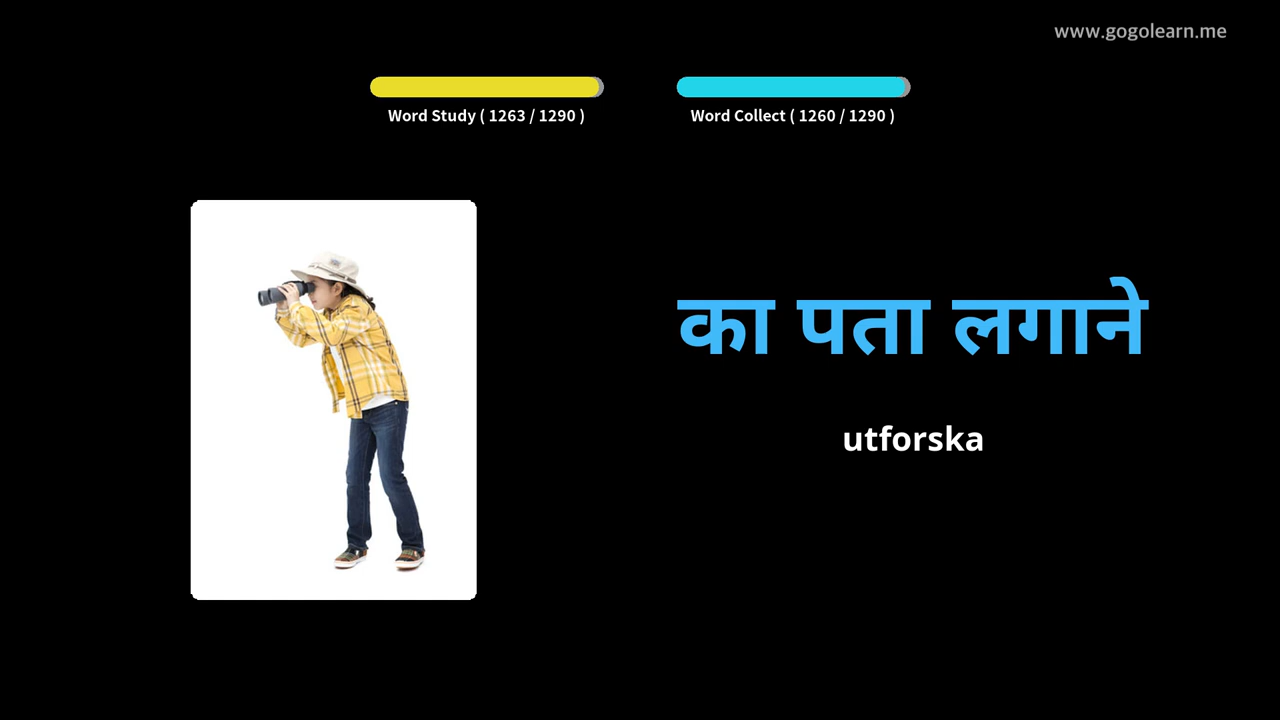 www.gogolearn.me
Word Study ( 1263 / 1290 )
Word Collect ( 1260 / 1290 )
का पता लगाने
utforska